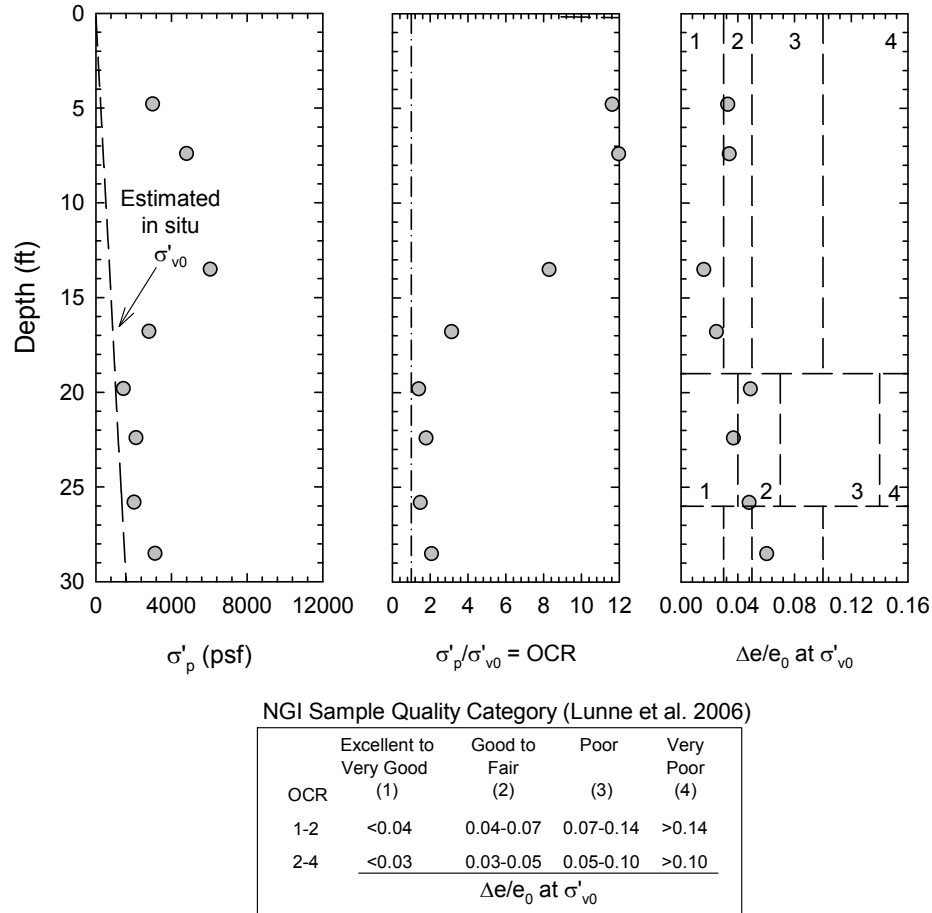 0
5
10
15
20
25
30
Depth (ft)
Estimated
in situ
σ'v0
0 4000 8000 12000
σ'p (psf)
0 2 4 6 8 10 12
σ'p/σ'v0 = OCR
1 2 3 4
1 2 3 4
0.00 0.04 0.08 0.12 0.16
Δe/e0 at σ'v0
NGI Sample Quality Category (Lunne et al. 2006)
Excellent to Good to Poor Very
Very Good Fair Poor
OCR (1) (2) (3) (4)
1-2 <0.04 0.04-0.07 0.07-0.14 >0.14
2-4 <0.03 0.03-0.05 0.05-0.10 >0.10
Δe/e0 at σ'v0